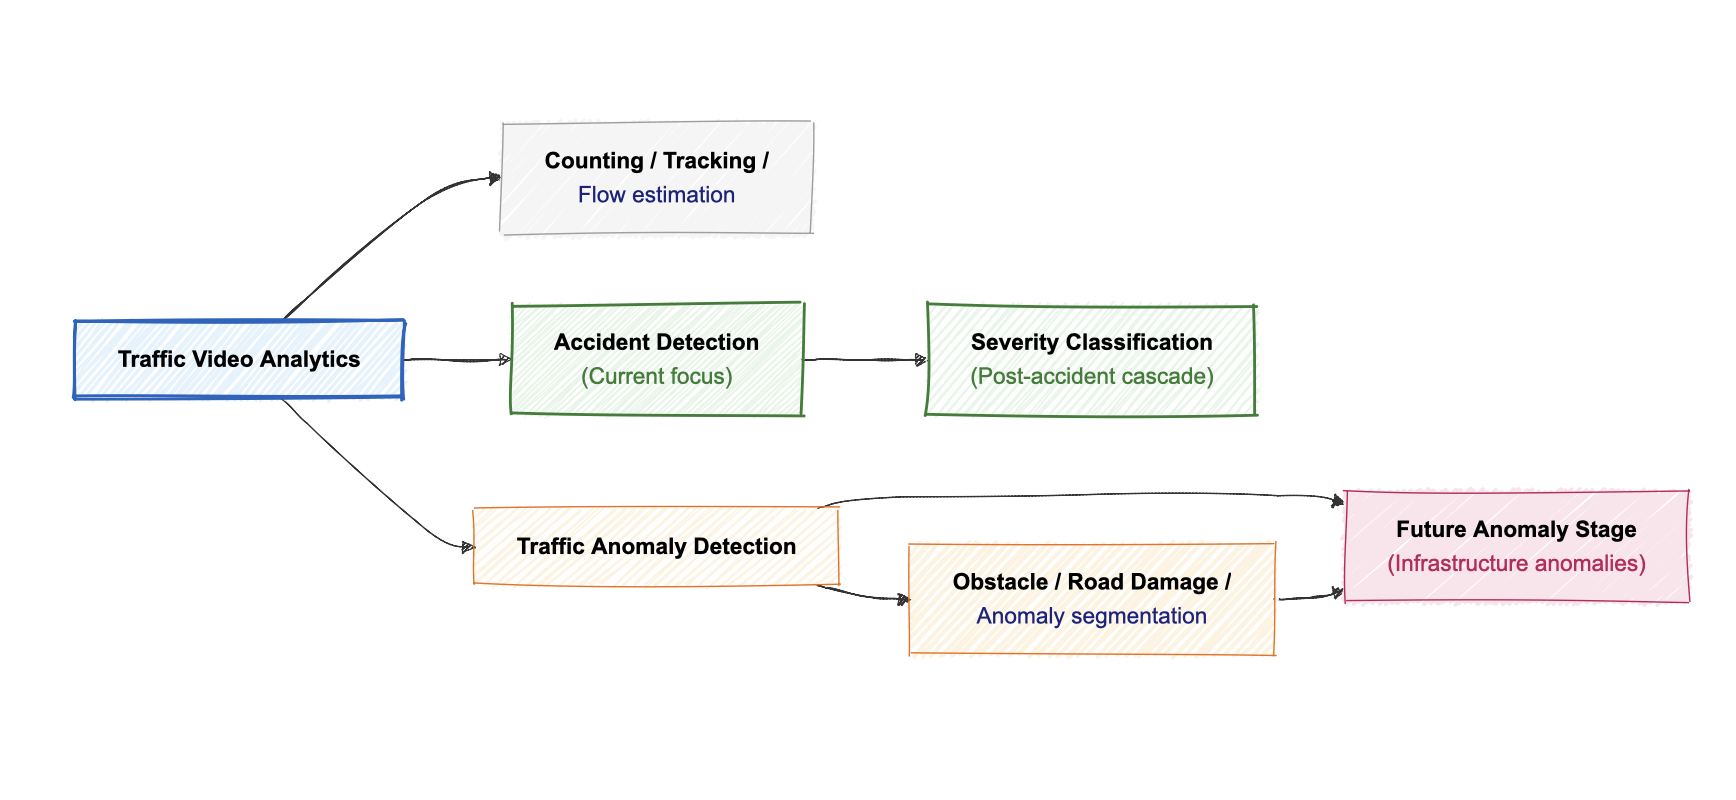 Counting / Tracking /
Flow estimation
Traffic Video Analytics
Accident Detection
(Current focus)
Severity Classification
(Post-accident cascade)
Traffic Anomaly Detection
Obstacle / Road Damage /
Anomaly segmentation
Future Anomaly Stage
(Infrastructure anomalies)